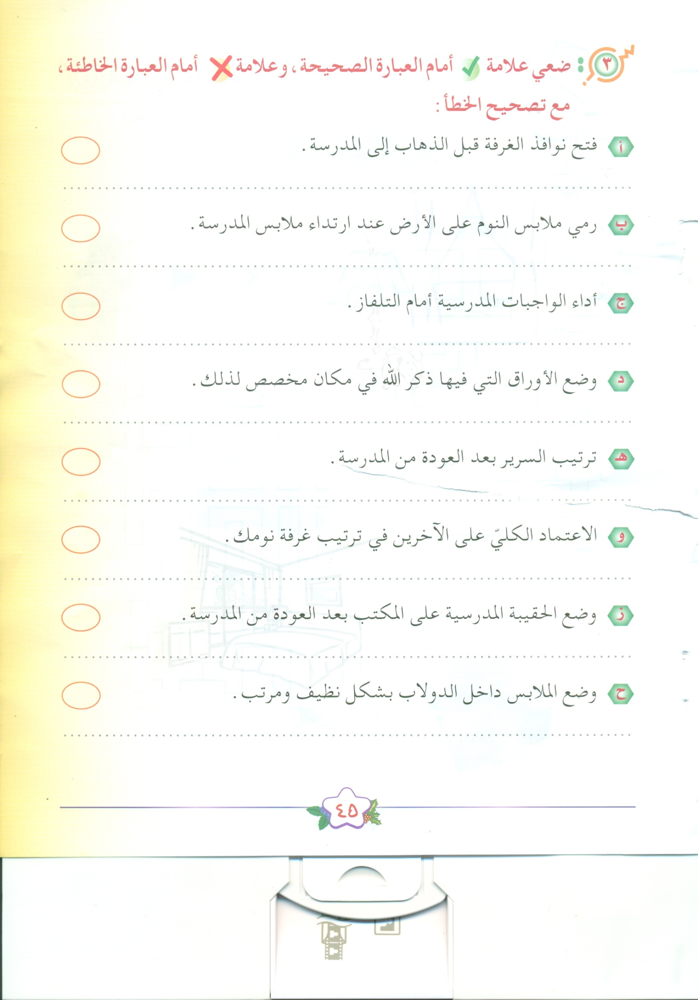 ٣ : ضعي علامة ✓ أمام العبارة الصحيحة، وعلامة ✗ أمام العبارة الخاطئة،
مع تصحيح الخطأ :
أ فتح نوافذ الغرفة قبل الذهاب إلى المدرسة.
ب رمي ملابس النوم على الأرض عند ارتداء ملابس المدرسة.
ج أداء الواجبات المدرسية أمام التلفاز.
د وضع الأوراق التي فيها ذكر الله في مكان مخصص لذلك.
هـ ترتيب السرير بعد العودة من المدرسة.
و الاعتماد الكليّ على الآخرين في ترتيب غرفة نومك.
ز وضع الحقيبة المدرسية على المكتب بعد العودة من المدرسة.
ح وضع الملابس داخل الدولاب بشكل نظيف ومرتب.
٤٥